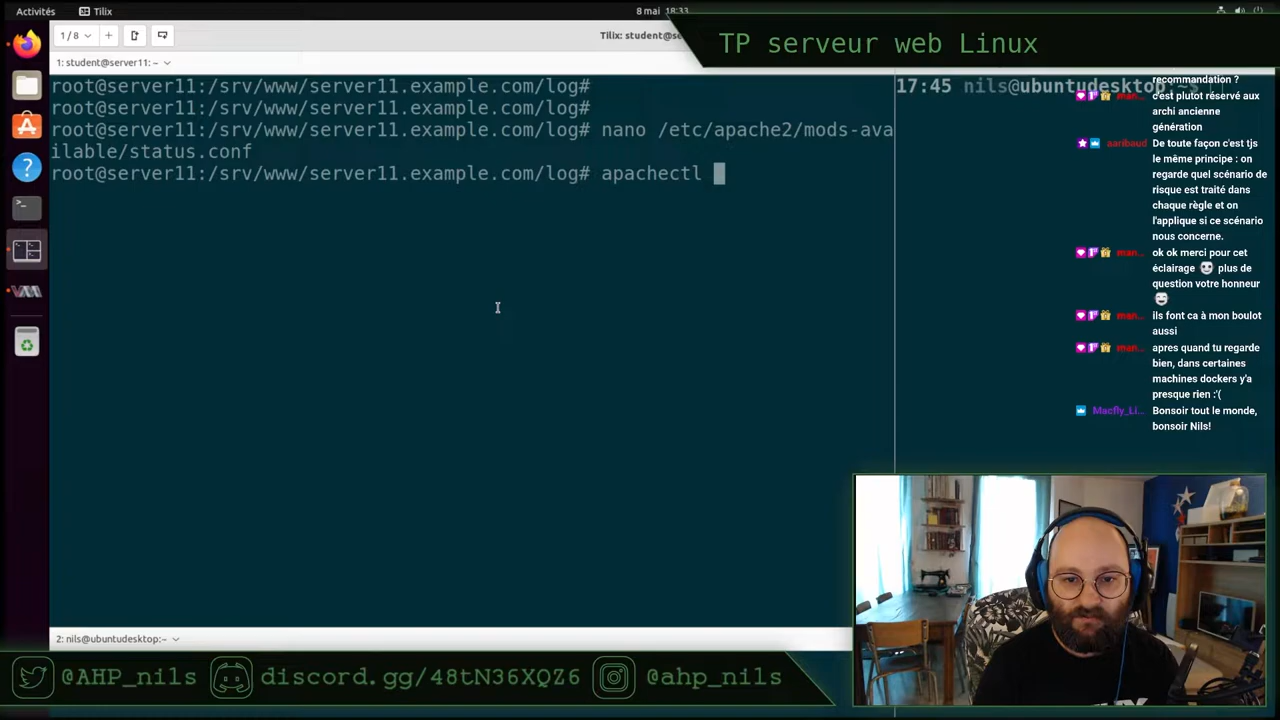 Activités
Tilix
8 mai 18:33
1 / 8
Tilix: student@se
TP serveur web Linux
1: student@server11: ~
root@server11:/srv/www/server11.example.com/log#
root@server11:/srv/www/server11.example.com/log#
root@server11:/srv/www/server11.example.com/log# nano /etc/apache2/mods-ava
ilable/status.conf
root@server11:/srv/www/server11.example.com/log# apachectl
17:45 nils@ubuntudesktop:~$
recommandation ?
man... c'est plutot réservé aux
archi ancienne
génération
aaribaud De toute façon c'est tjs
le même principe : on
regarde quel scénario de
risque est traité dans
chaque règle et on
l'applique si ce scénario
nous concerne.
man... ok ok merci pour cet
éclairage plus de
question votre honneur
man... ils font ca à mon boulot
aussi
man... apres quand tu regarde
bien, dans certaines
machines dockers y'a
presque rien :'(
Macfly_Li... Bonsoir tout le monde,
bonsoir Nils!
2: nils@ubuntudesktop:~
@AHP_nils
discord.gg/48tN36XQZ6
@ahp_nils